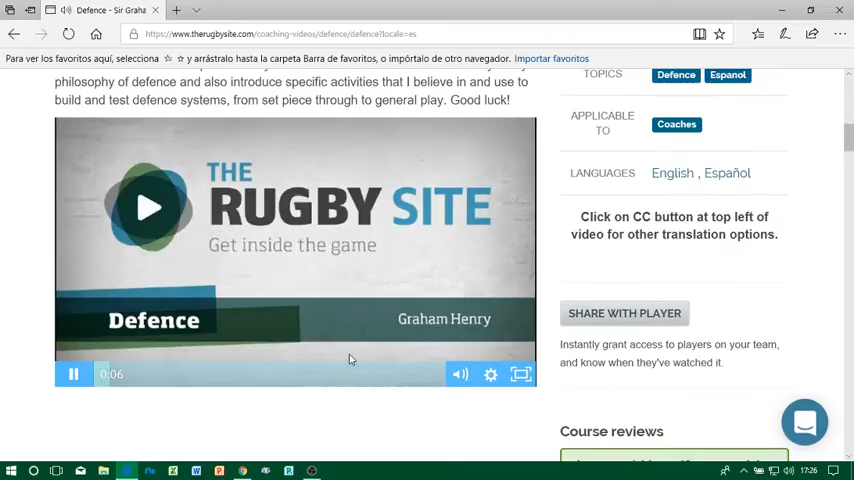 Defence - Sir Graha
https://www.therugbysite.com/coaching-videos/defence/defence?locale=es
Para ver los favoritos aquí, selecciona y arrástralo hasta la carpeta Barra de favoritos, o impórtalo de otro navegador. Importar favoritos
philosophy of defence and also introduce specific activities that I believe in and use to
build and test defence systems, from set piece through to general play. Good luck!
THE
RUGBY SITE
Get inside the game
Defence
Graham Henry
0:06
TOPICS
Defence
Espanol
APPLICABLE
TO
Coaches
LANGUAGES
English , Español
Click on CC button at top left of
video for other translation options.
SHARE WITH PLAYER
Instantly grant access to players on your team,
and know when they've watched it.
Course reviews
17:26